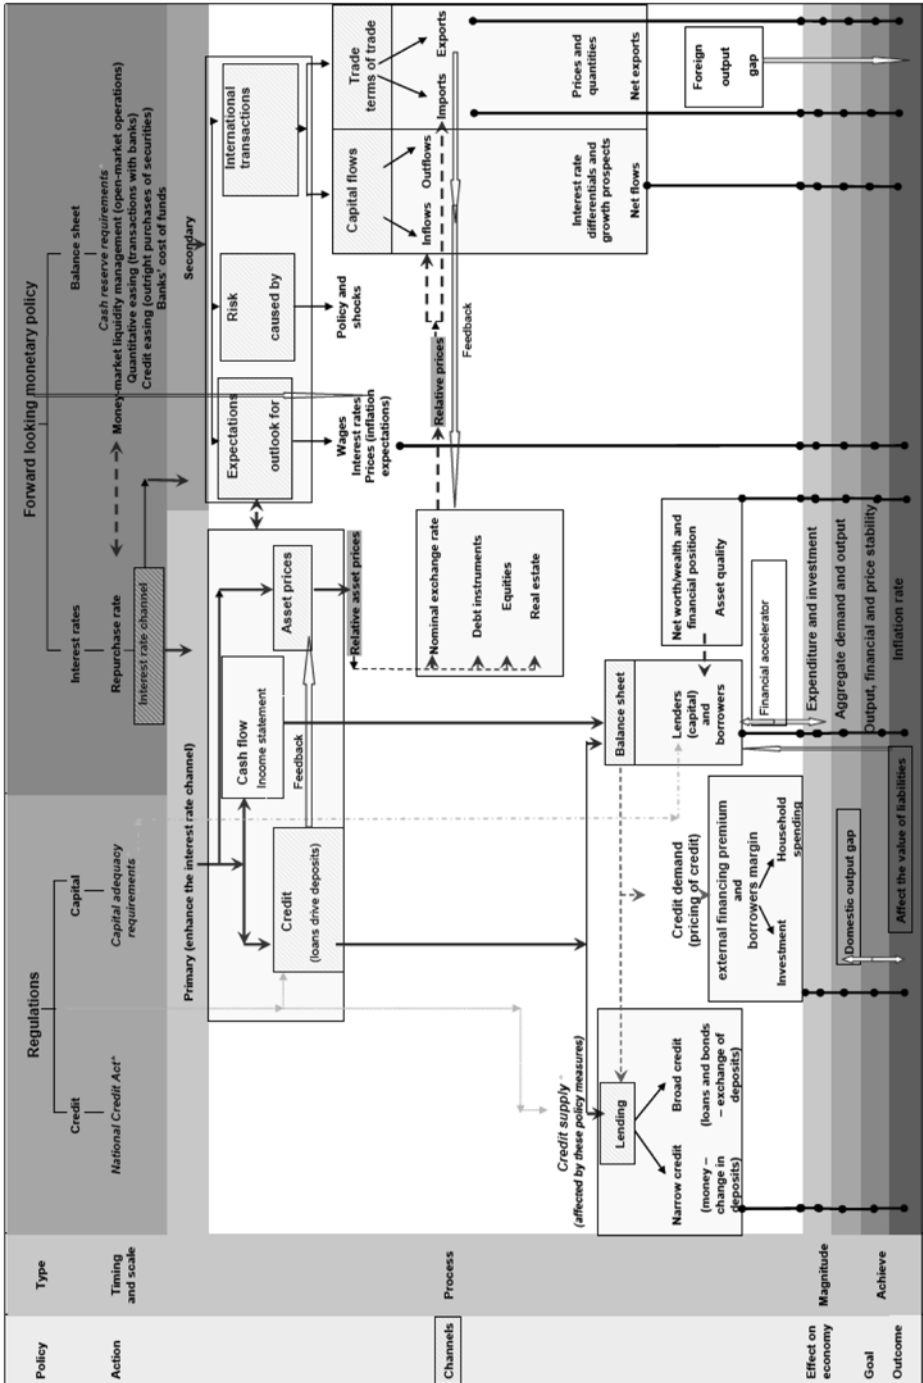 Policy
Type
Regulations
Forward looking monetary policy
Credit
Capital
Interest rates
Balance sheet
Action
Timing
and scale
National Credit Act*
Capital adequacy
requirements*
Repurchase rate
Cash reserve requirements*
Money-market liquidity management (open-market operations)
Quantitative easing (transactions with banks)
Credit easing (outright purchases of securities)
Banks' cost of funds
Interest rate channel
Primary (enhance the interest rate channel)
Secondary
Channels
Process
Credit
(loans drive deposits)
Cash flow
Income statement
Asset prices
Feedback
Expectations
outlook for
Risk
caused by
International
transactions
Wages
Interest rates
Prices (inflation
expectations)
Policy and
shocks
Capital flows
Inflows
Outflows
Interest rate
differentials and
growth prospects
Net flows
Trade
terms of trade
Imports
Exports
Prices and
quantities
Net exports
Relative asset prices
Relative prices
Feedback
Nominal exchange rate
Debt instruments
Equities
Real estate
Credit supply*
(affected by these policy measures)
Lending
Narrow credit
(money –
change in
deposits)
Broad credit
(loans and bonds
– exchange of
deposits)
Credit demand
(pricing of credit)
external financing premium
and
borrowers margin
Investment
Household
spending
Balance sheet
Lenders
(capital)
and
borrowers
Net worth/wealth and
financial position
Asset quality
Financial accelerator
Foreign
output
gap
Effect on
economy
Magnitude
Expenditure and investment
Aggregate demand and output
Domestic output gap
Goal
Achieve
Output, financial and price stability
Affect the value of liabilities
Outcome
Inflation rate